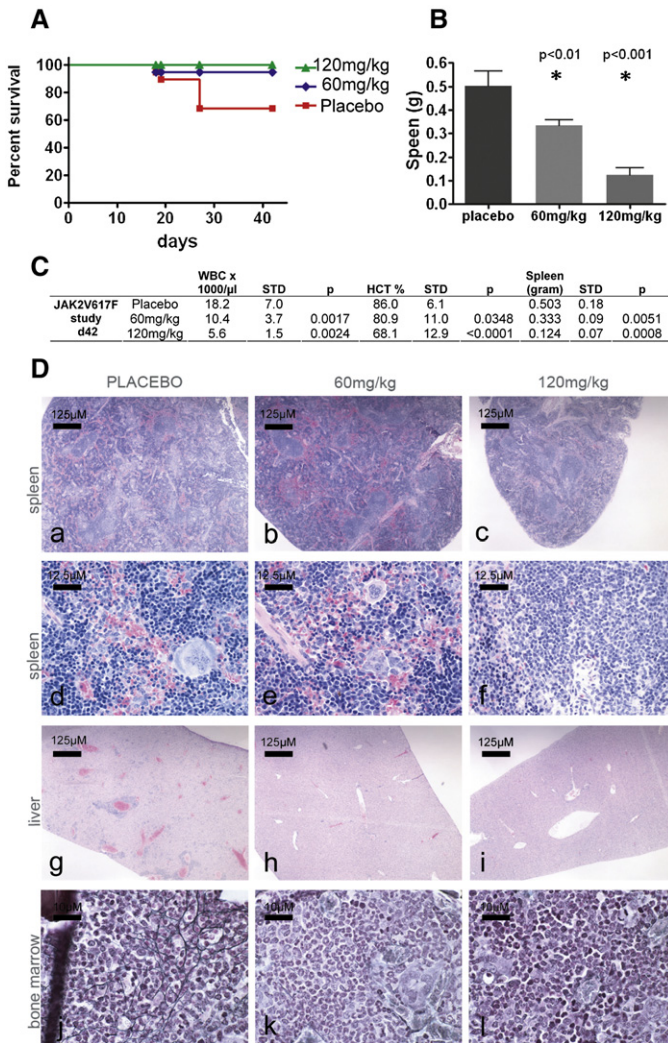 A
Percent survival
100
80
60
40
20
0
0 10 20 30 40
days
120mg/kg
60mg/kg
Placebo
B
p<0.01 p<0.001
* *
Speen (g)
0.6
0.5
0.4
0.3
0.2
0.1
0.0
placebo 60mg/kg 120mg/kg
C
WBC x 1000/µl STD p HCT % STD p Spleen (gram) STD p
JAK2V617F Placebo 18.2 7.0 86.0 6.1 0.503 0.18
study 60mg/kg 10.4 3.7 0.0017 80.9 11.0 0.0348 0.333 0.09 0.0051
d42 120mg/kg 5.6 1.5 0.0024 68.1 12.9 <0.0001 0.124 0.07 0.0008
D
PLACEBO 60mg/kg 120mg/kg
spleen
125µM 125µM 125µM
a b c
spleen
12.5µM 12.5µM 12.5µM
d e f
liver
125µM 125µM 125µM
g h i
bone marrow
10µM 10µM 10µM
j k l